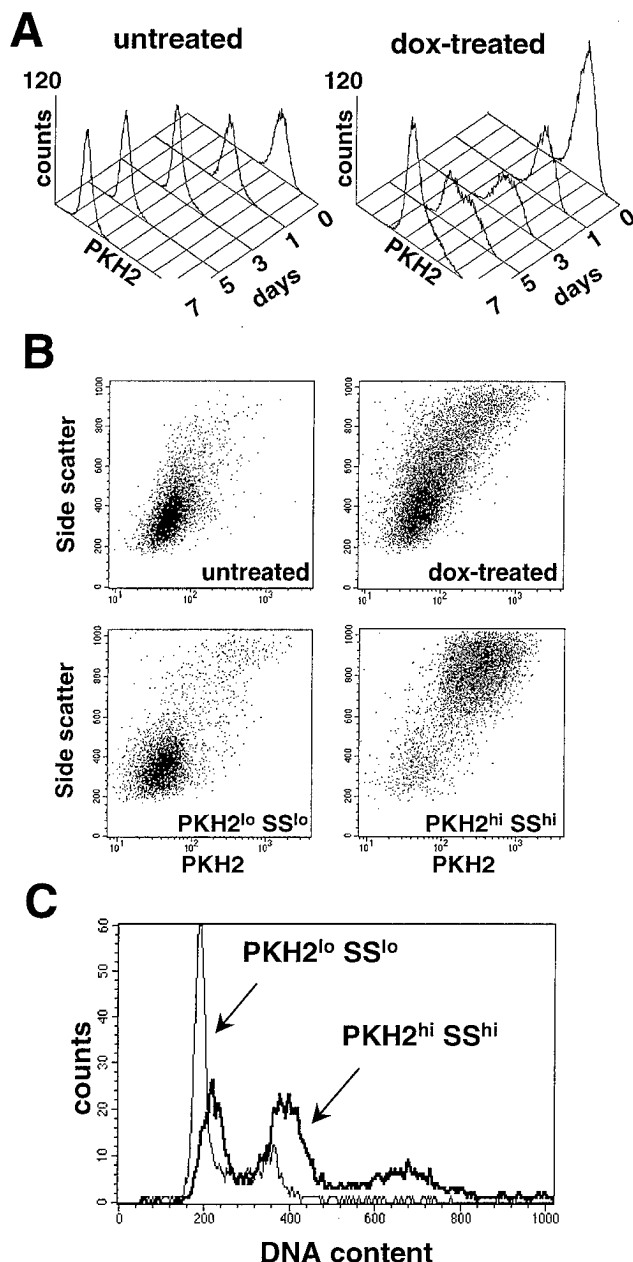 A
untreated
dox-treated
120
counts
PKH2
7
5
3
1
0
days
120
counts
PKH2
7
5
3
1
0
days
B
Side scatter
1000
800
600
400
200
0
10¹
10²
10³
untreated
1000
800
600
400
200
0
10¹
10²
10³
dox-treated
Side scatter
1000
800
600
400
200
0
10¹
10²
10³
PKH2ˡᵒ SSˡᵒ
PKH2
1000
800
600
400
200
0
10¹
10²
10³
PKH2ʰⁱ SSʰⁱ
PKH2
C
counts
60
50
40
30
20
10
0
PKH2ˡᵒ SSˡᵒ
PKH2ʰⁱ SSʰⁱ
0
200
400
600
800
1000
DNA content